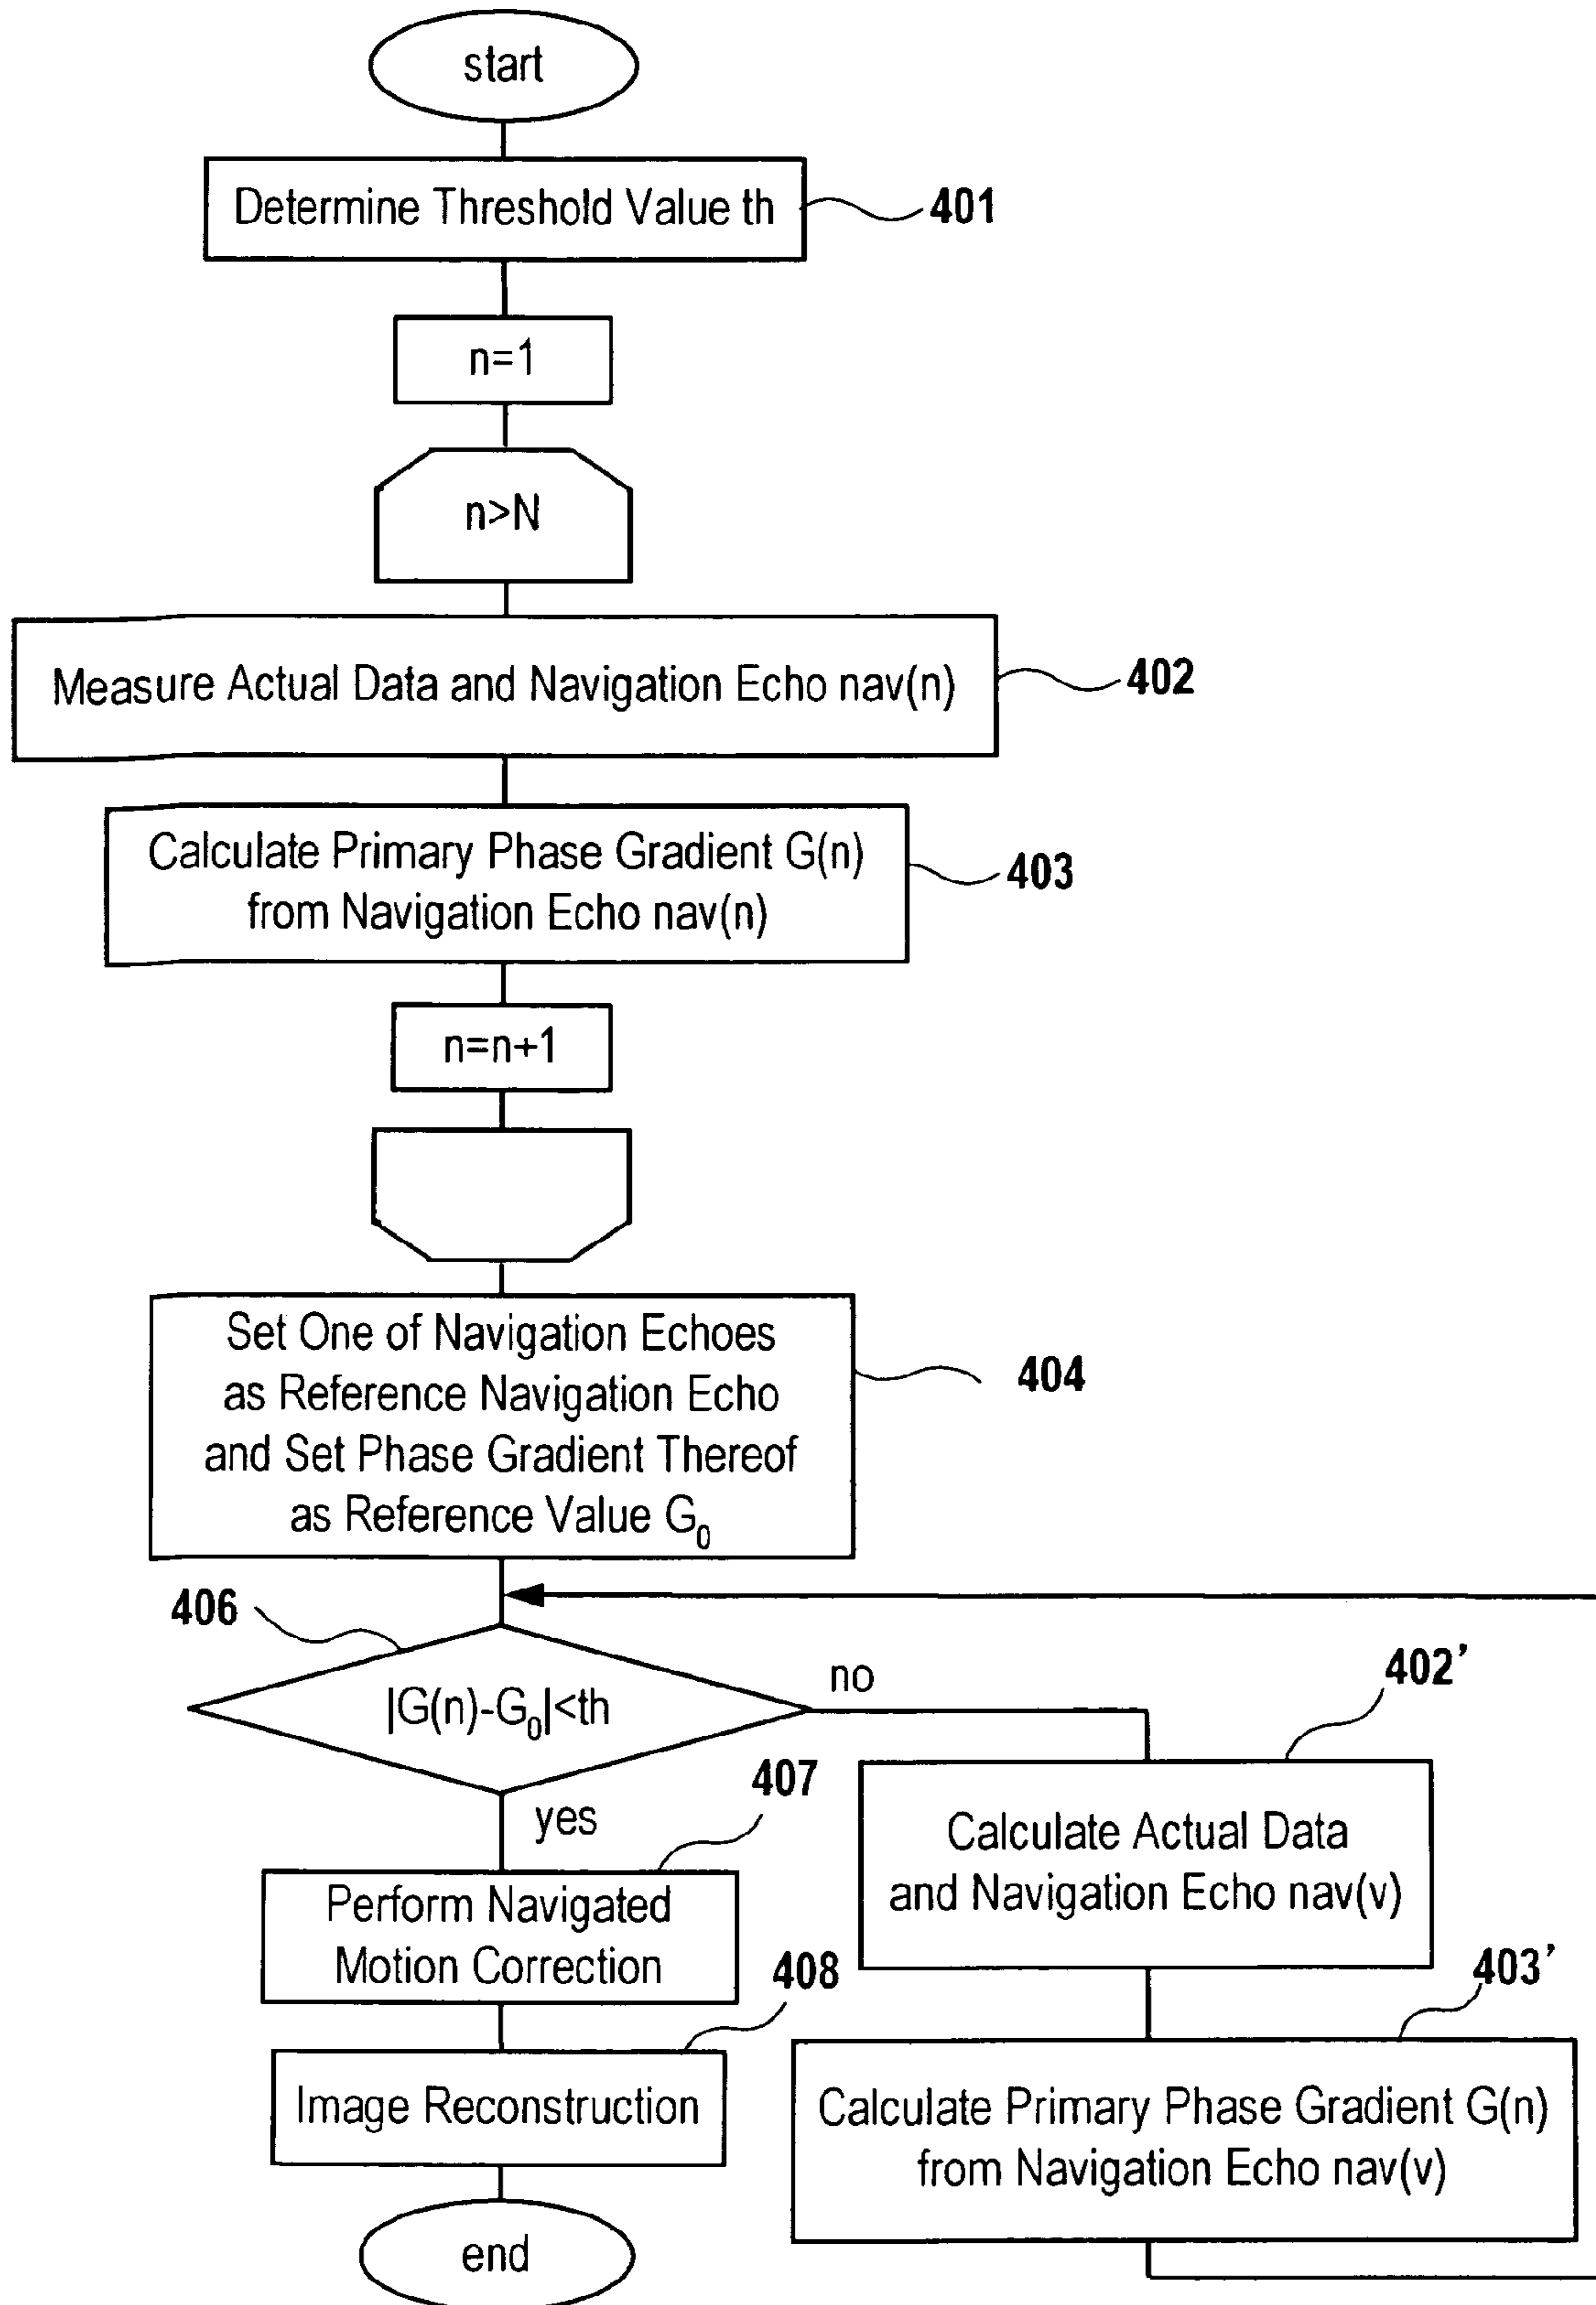 start
Determine Threshold Value th
401
n=1
n>N
Measure Actual Data and Navigation Echo nav(n)
402
Calculate Primary Phase Gradient G(n)
from Navigation Echo nav(n)
403
n=n+1
Set One of Navigation Echoes
as Reference Navigation Echo
and Set Phase Gradient Thereof
as Reference Value G₀
404
406
|G(n)-G₀|<th
no
yes
402’
Calculate Actual Data
and Navigation Echo nav(v)
407
Perform Navigated
Motion Correction
403’
Calculate Primary Phase Gradient G(n)
from Navigation Echo nav(v)
408
Image Reconstruction
end